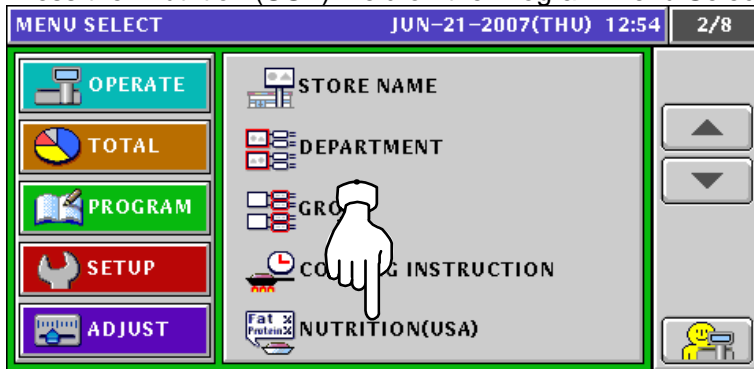 MENU SELECT JUN-21-2007(THU) 12:54 2/8
OPERATE
TOTAL
PROGRAM
SETUP
ADJUST
STORE NAME
DEPARTMENT
INSTRUCTION
Fat %
Protein%
NUTRITION(USA)